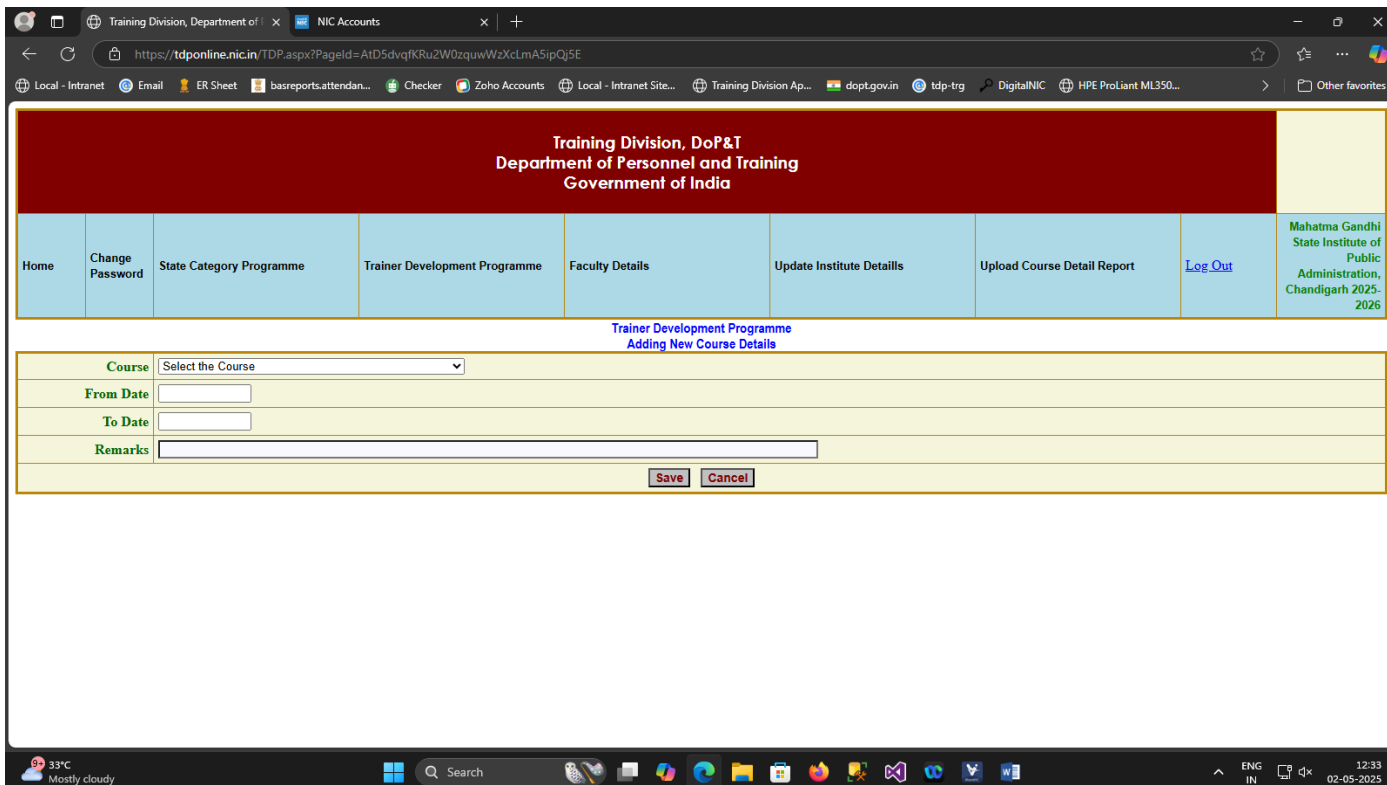 Training Division, Department of P
NIC Accounts
https://tdponline.nic.in/TDP.aspx?PageId=AtD5dvqfKRu2W0zquwWzXcLmA5ipQj5E
Local - Intranet
Email
ER Sheet
basreports.attendan...
Checker
Zoho Accounts
Local - Intranet Site...
Training Division Ap...
dopt.gov.in
tdp-trg
DigitalNIC
HPE ProLiant ML350...
Other favorites
Training Division, DoP&T
Department of Personnel and Training
Government of India
Home
Change
Password
State Category Programme
Trainer Development Programme
Faculty Details
Update Institute Detaills
Upload Course Detail Report
Log Out
Mahatma Gandhi
State Institute of
Public
Administration,
Chandigarh 2025-
2026
Trainer Development Programme
Adding New Course Details
Course
Select the Course
From Date
To Date
Remarks
Save
Cancel
9+
33°C
Mostly cloudy
Search
ENG
IN
12:33
02-05-2025